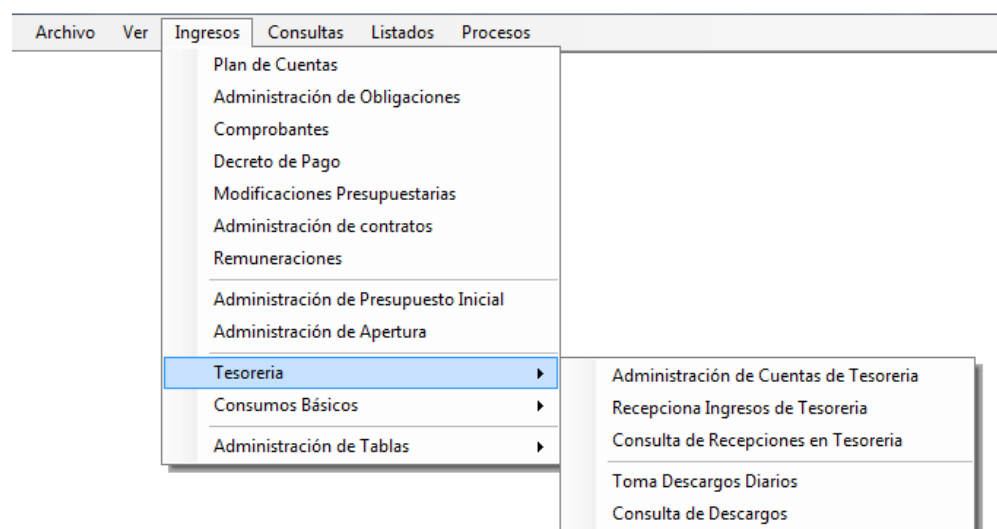 Archivo Ver Ingresos Consultas Listados Procesos
Plan de Cuentas
Administración de Obligaciones
Comprobantes
Decreto de Pago
Modificaciones Presupuestarias
Administración de contratos
Remuneraciones
Administración de Presupuesto Inicial
Administración de Apertura
Tesoreria
Consumos Básicos
Administración de Tablas
Administración de Cuentas de Tesoreria
Recepciona Ingresos de Tesoreria
Consulta de Recepciones en Tesoreria
Toma Descargos Diarios
Consulta de Descargos